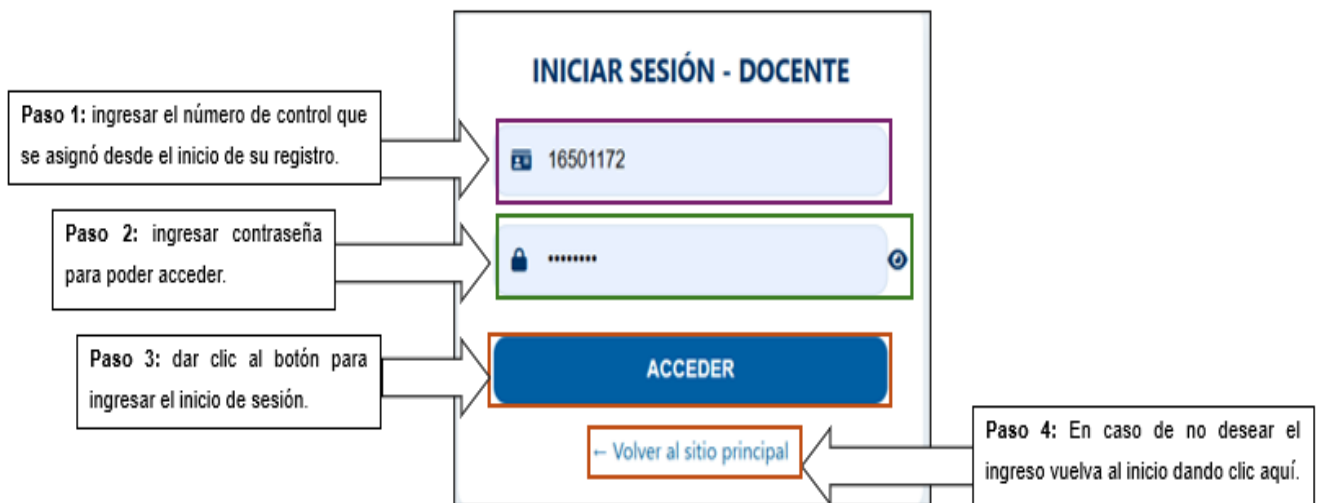 INICIAR SESIÓN - DOCENTE
Paso 1: ingresar el número de control que
se asignó desde el inicio de su registro.
16501172
Paso 2: ingresar contraseña
para poder acceder.
••••••••
Paso 3: dar clic al botón para
ingresar el inicio de sesión.
ACCEDER
← Volver al sitio principal
Paso 4: En caso de no desear el
ingreso vuelva al inicio dando clic aquí.